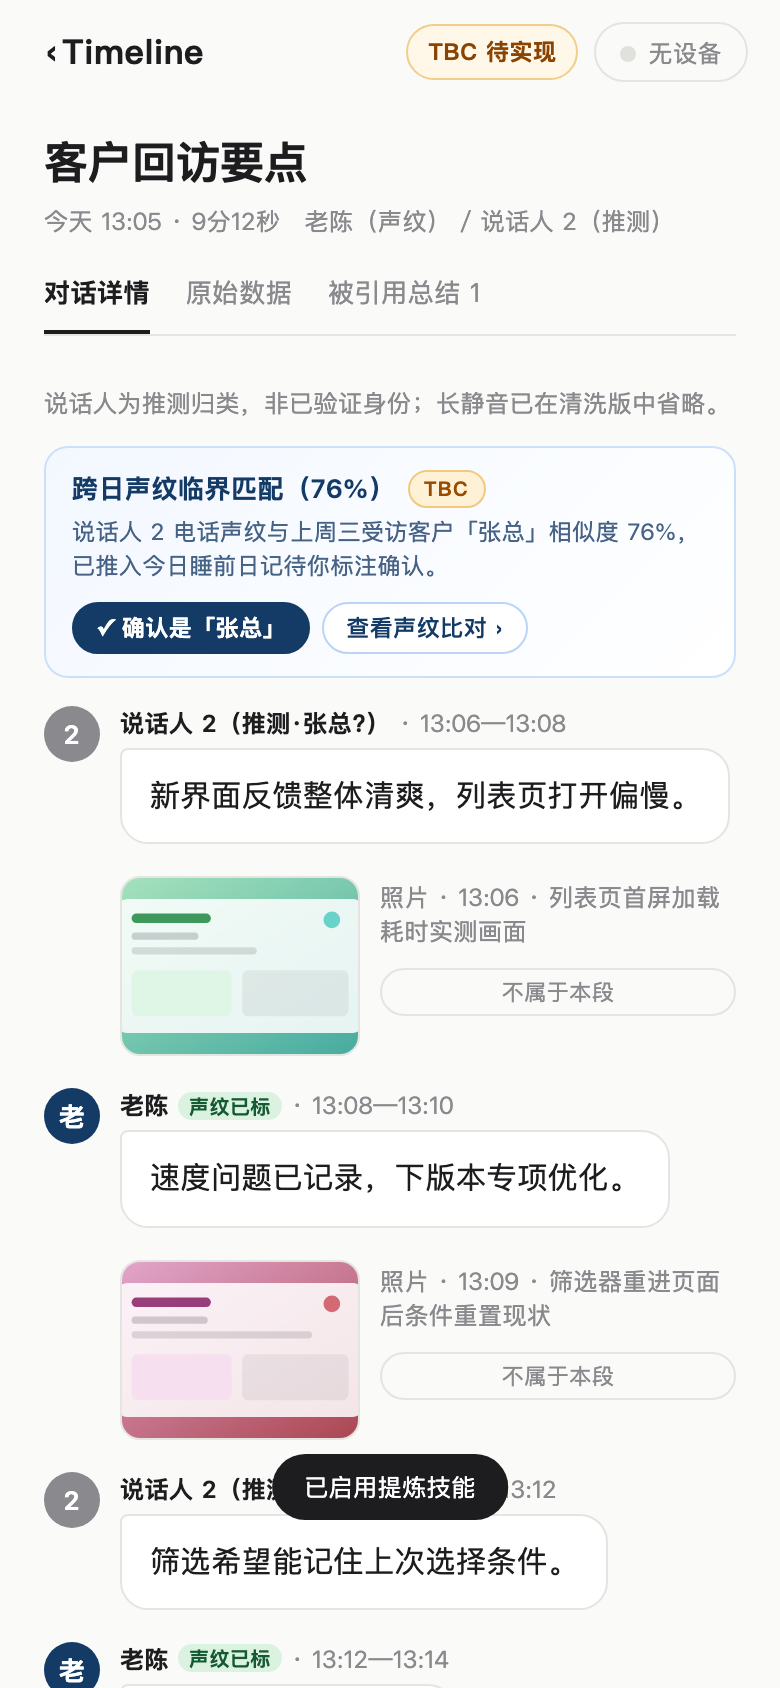 ‹ Timeline
TBC 待实现
无设备
客户回访要点
今天 13:05 · 9分12秒 老陈（声纹） / 说话人 2（推测）
对话详情
原始数据
被引用总结 1
说话人为推测归类，非已验证身份；长静音已在清洗版中省略。
跨日声纹临界匹配（76%）
TBC
说话人 2 电话声纹与上周三受访客户「张总」相似度 76%，
已推入今日睡前日记待你标注确认。
✓ 确认是「张总」
查看声纹比对 ›
2
说话人 2（推测·张总?） · 13:06—13:08
新界面反馈整体清爽，列表页打开偏慢。
照片 · 13:06 · 列表页首屏加载
耗时实测画面
不属于本段
老
老陈 声纹已标 · 13:08—13:10
速度问题已记录，下版本专项优化。
照片 · 13:09 · 筛选器重进页面
后条件重置现状
不属于本段
2
说话人 2（推
已启用提炼技能
3:12
筛选希望能记住上次选择条件。
老
老陈 声纹已标 · 13:12—13:14